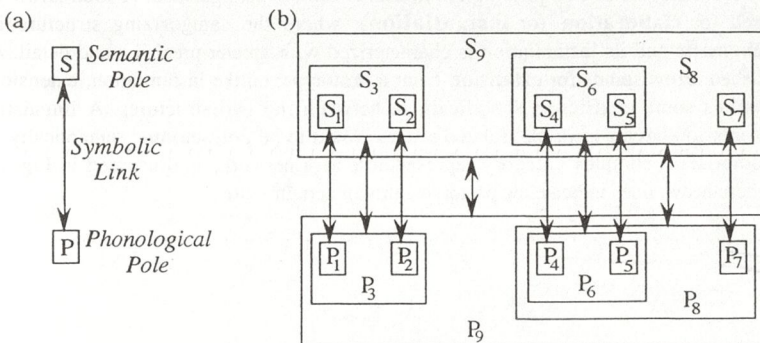 (a)
S Semantic
Pole
Symbolic
Link
P Phonological
Pole
(b)
S9
S3 S6 S8
S1 S2 S4 S5 S7
P1 P2 P4 P5 P7
P3 P6 P8
P9